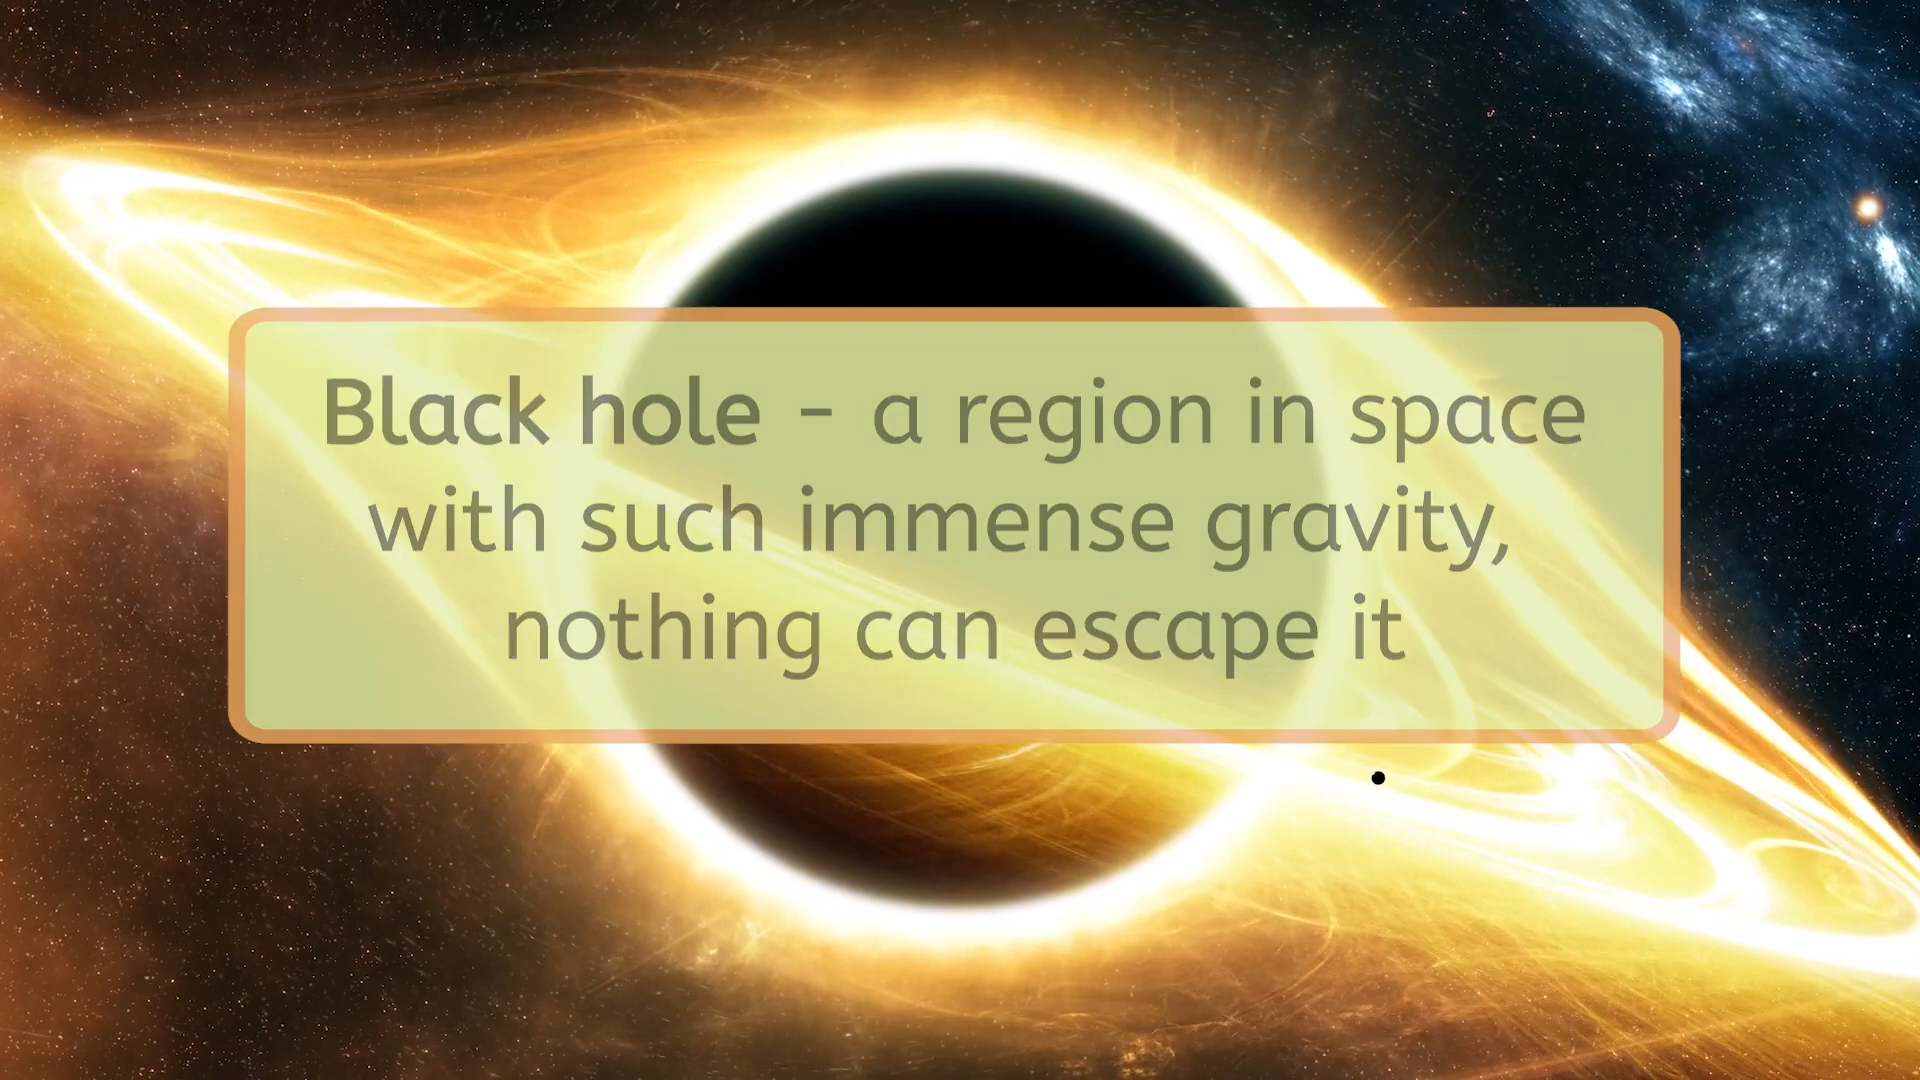 Black hole - a region in space
with such immense gravity,
nothing can escape it